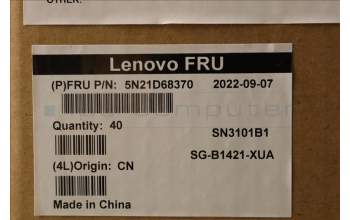 OTHER:
Lenovo FRU
(P)FRU P/N: 5N21D68370 2022-09-07
Quantity: 40
SN3101B1
SG-B1421-XUA
(4L)Origin: CN
Made in China